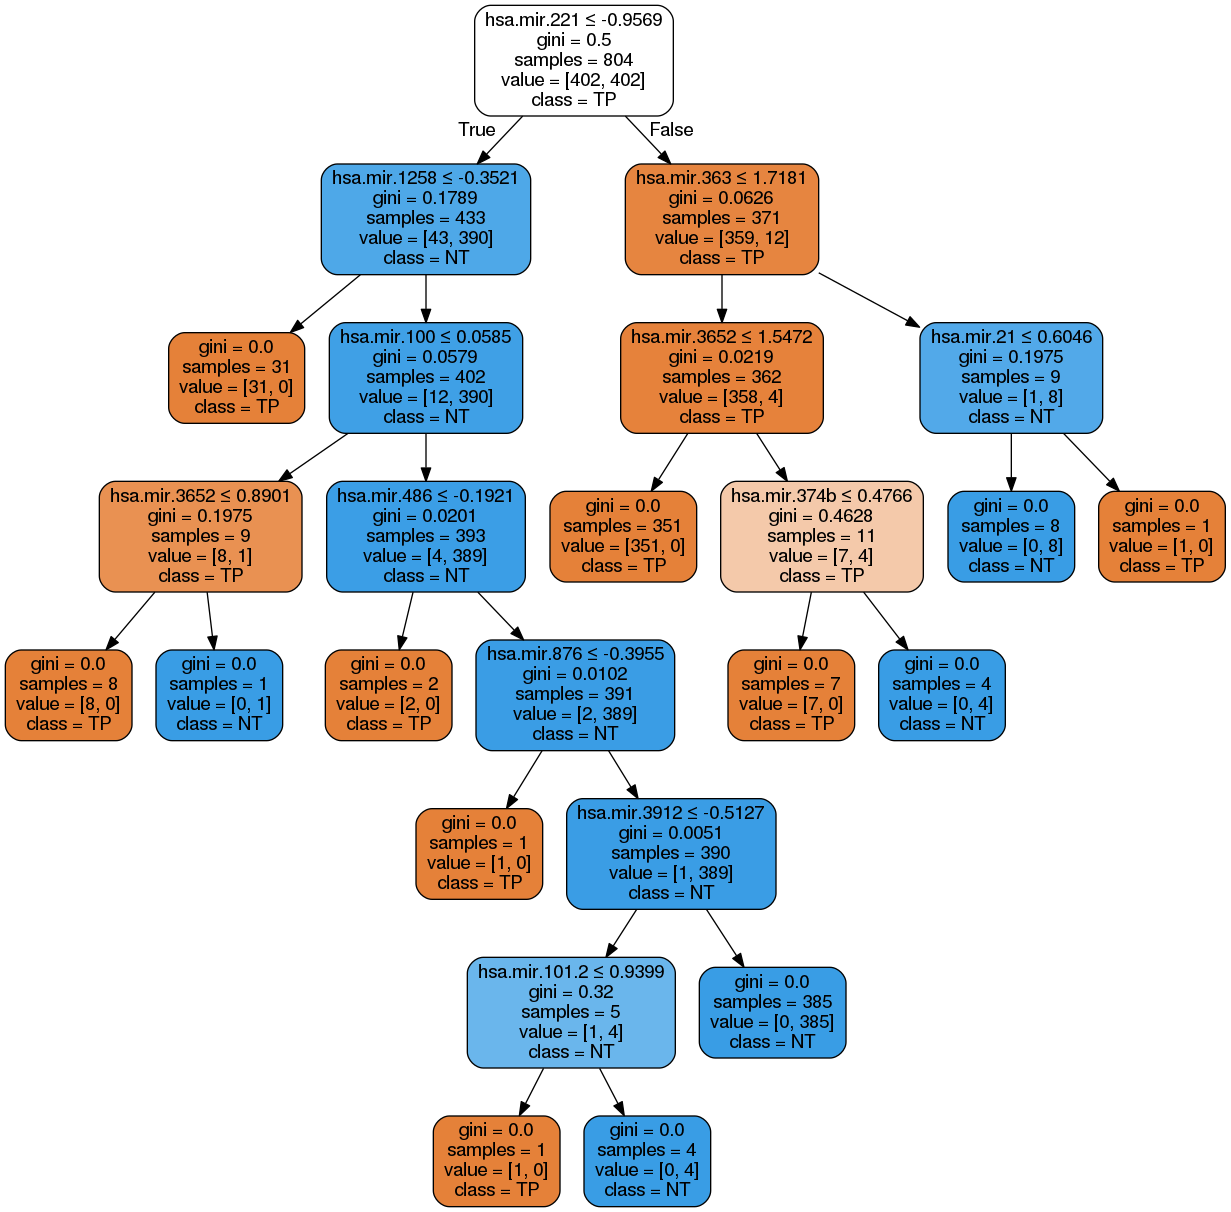 hsa.mir.221 ≤ -0.9569
gini = 0.5
samples = 804
value = [402, 402]
class = TP
True
False
hsa.mir.1258 ≤ -0.3521
gini = 0.1789
samples = 433
value = [43, 390]
class = NT
hsa.mir.363 ≤ 1.7181
gini = 0.0626
samples = 371
value = [359, 12]
class = TP
gini = 0.0
samples = 31
value = [31, 0]
class = TP
hsa.mir.100 ≤ 0.0585
gini = 0.0579
samples = 402
value = [12, 390]
class = NT
hsa.mir.3652 ≤ 1.5472
gini = 0.0219
samples = 362
value = [358, 4]
class = TP
hsa.mir.21 ≤ 0.6046
gini = 0.1975
samples = 9
value = [1, 8]
class = NT
hsa.mir.3652 ≤ 0.8901
gini = 0.1975
samples = 9
value = [8, 1]
class = TP
hsa.mir.486 ≤ -0.1921
gini = 0.0201
samples = 393
value = [4, 389]
class = NT
gini = 0.0
samples = 351
value = [351, 0]
class = TP
hsa.mir.374b ≤ 0.4766
gini = 0.4628
samples = 11
value = [7, 4]
class = TP
gini = 0.0
samples = 8
value = [0, 8]
class = NT
gini = 0.0
samples = 1
value = [1, 0]
class = TP
gini = 0.0
samples = 8
value = [8, 0]
class = TP
gini = 0.0
samples = 1
value = [0, 1]
class = NT
gini = 0.0
samples = 2
value = [2, 0]
class = TP
hsa.mir.876 ≤ -0.3955
gini = 0.0102
samples = 391
value = [2, 389]
class = NT
gini = 0.0
samples = 7
value = [7, 0]
class = TP
gini = 0.0
samples = 4
value = [0, 4]
class = NT
gini = 0.0
samples = 1
value = [1, 0]
class = TP
hsa.mir.3912 ≤ -0.5127
gini = 0.0051
samples = 390
value = [1, 389]
class = NT
hsa.mir.101.2 ≤ 0.9399
gini = 0.32
samples = 5
value = [1, 4]
class = NT
gini = 0.0
samples = 385
value = [0, 385]
class = NT
gini = 0.0
samples = 1
value = [1, 0]
class = TP
gini = 0.0
samples = 4
value = [0, 4]
class = NT